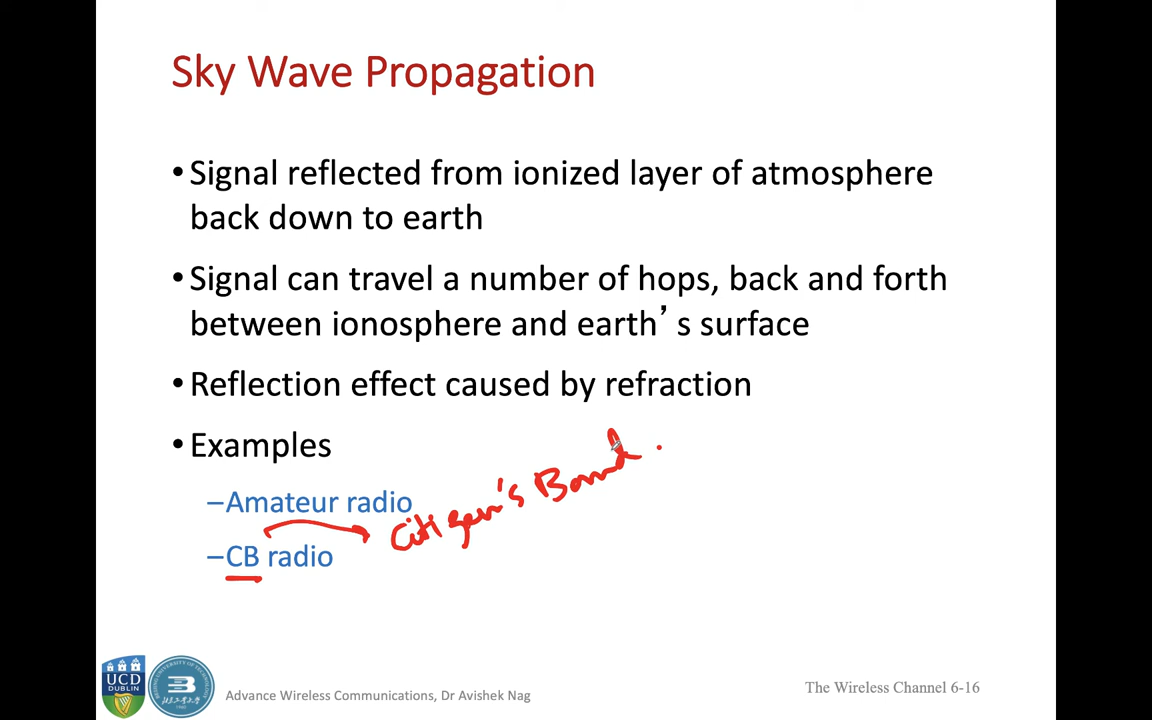 Sky Wave Propagation
•Signal reflected from ionized layer of atmosphere
back down to earth
•Signal can travel a number of hops, back and forth
between ionosphere and earth’s surface
•Reflection effect caused by refraction
•Examples
–Amateur radio
Citizen's Band.
–CB radio
UCD
DUBLIN
Advance Wireless Communications, Dr Avishek Nag
The Wireless Channel 6-16